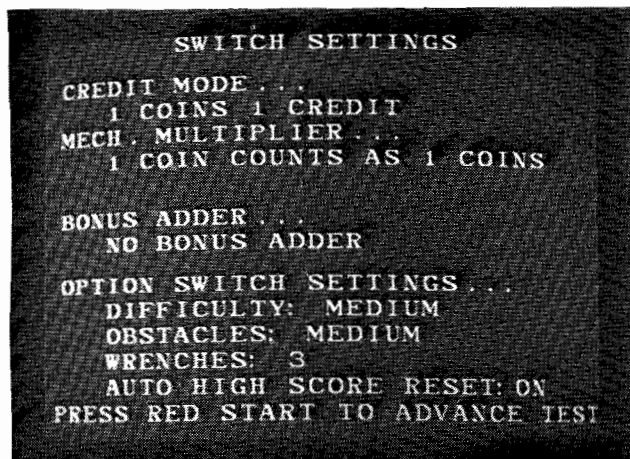 SWITCH SETTINGS
CREDIT MODE...
1 COINS 1 CREDIT
MECH. MULTIPLIER...
1 COIN COUNTS AS 1 COINS
BONUS ADDER...
NO BONUS ADDER
OPTION SWITCH SETTINGS...
DIFFICULTY: MEDIUM
OBSTACLES: MEDIUM
WRENCHES: 3
AUTO HIGH SCORE RESET: ON
PRESS RED START TO ADVANCE TEST